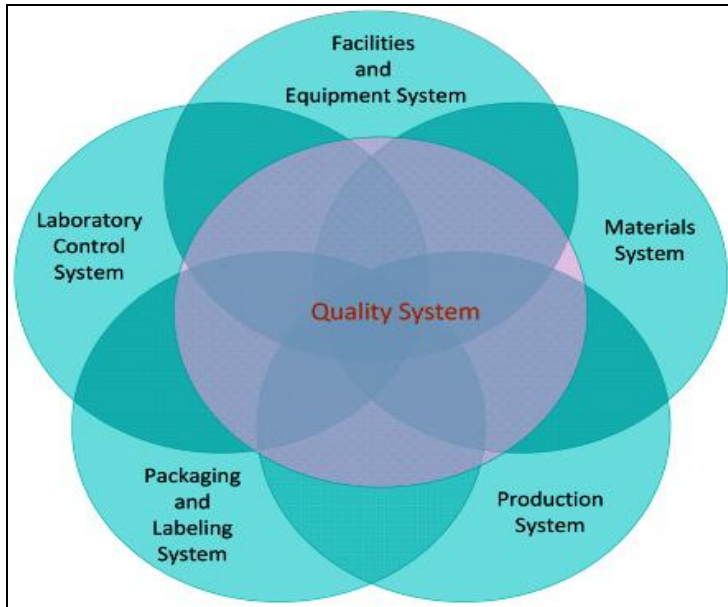 Facilities
and
Equipment System
Laboratory
Control
System
Materials
System
Quality System
Packaging
and
Labeling
System
Production
System